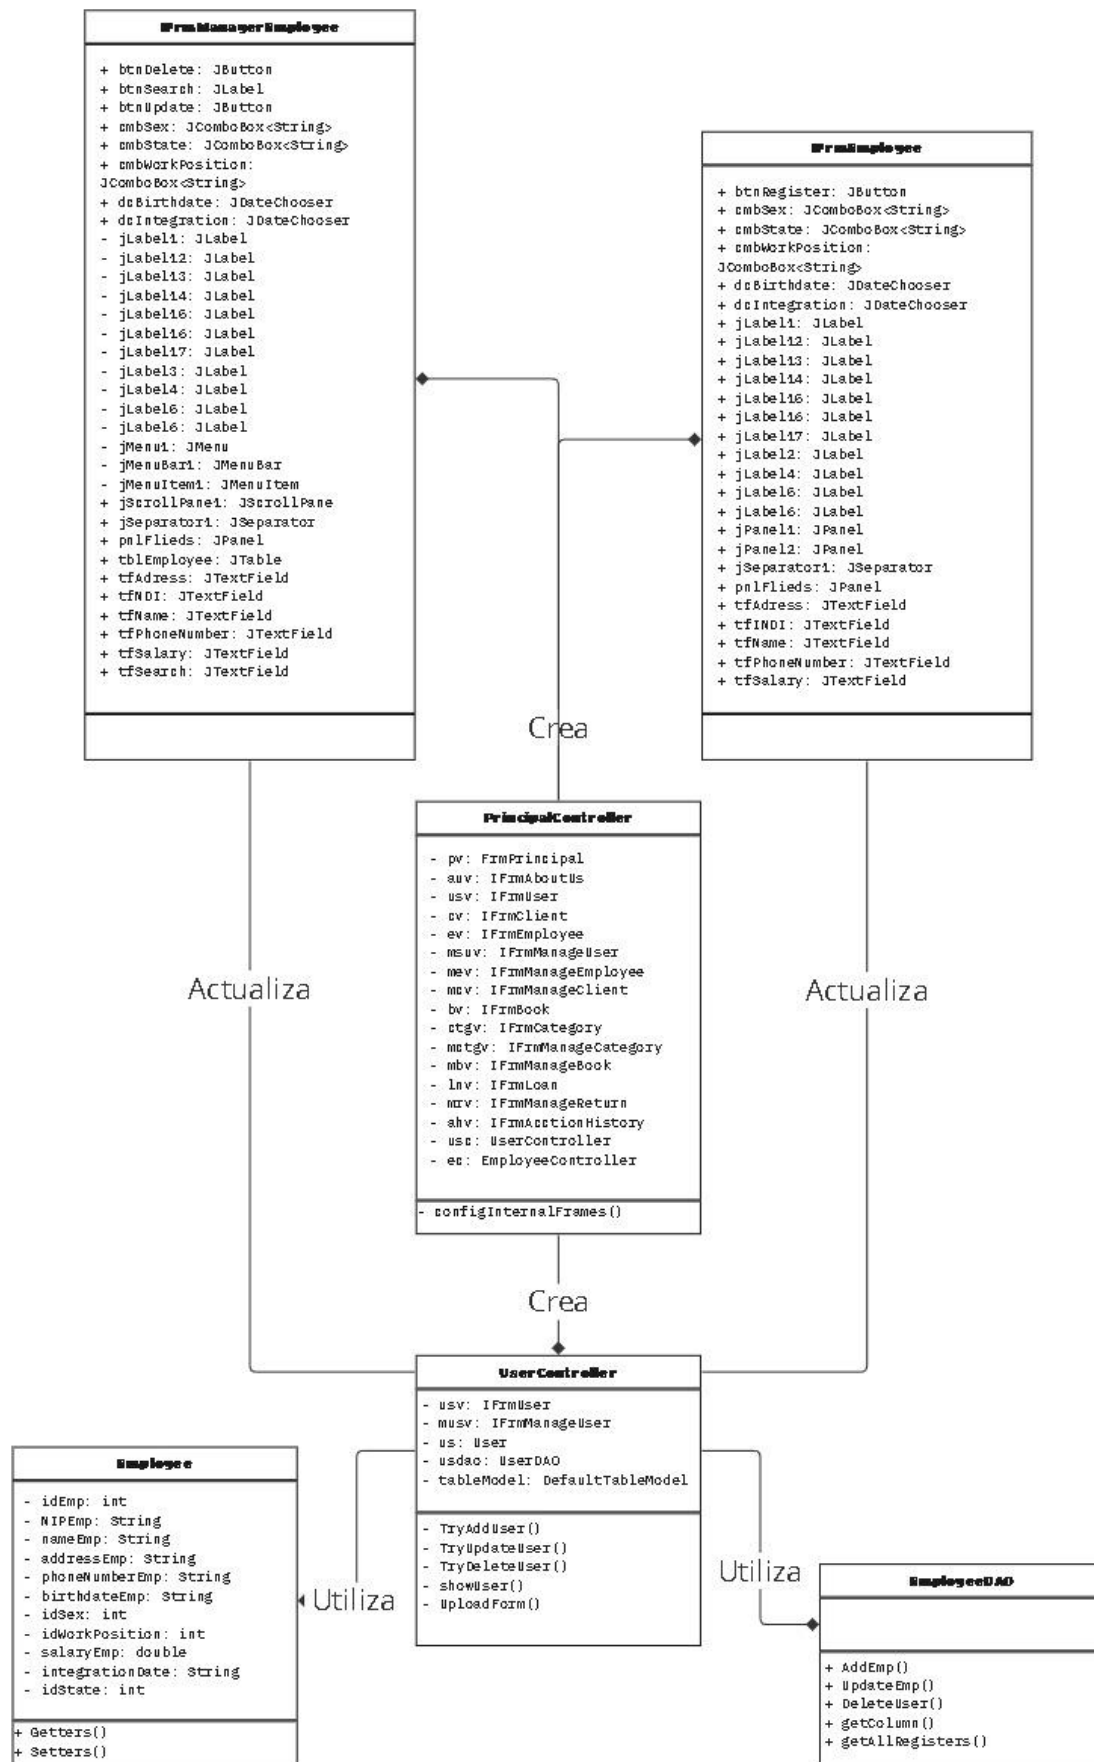 IFrmManagerEmployee
+ btnDelete: JButton
+ btnSearch: JLabel
+ btnUpdate: JButton
+ cmbSex: JComboBox<String>
+ cmbState: JComboBox<String>
+ cmbWorkPosition:
JComboBox<String>
+ dcBirthdate: JDateChooser
+ dcIntegration: JDateChooser
- jLabel1: JLabel
- jLabel12: JLabel
- jLabel13: JLabel
- jLabel14: JLabel
- jLabel16: JLabel
- jLabel16: JLabel
- jLabel17: JLabel
- jLabel3: JLabel
- jLabel4: JLabel
- jLabel6: JLabel
- jLabel6: JLabel
- jMenu1: JMenu
- jMenuBar1: JMenuBar
- jMenuItem1: JMenuItem
+ jScrollPane1: JScrollPane
+ jSeparator1: JSeparator
+ pnlFlieds: JPanel
+ tblEmployee: JTable
+ tfAdress: JTextField
+ tfNDI: JTextField
+ tfName: JTextField
+ tfPhoneNumber: JTextField
+ tfSalary: JTextField
+ tfSearch: JTextField
IFrmEmployee
+ btnRegister: JButton
+ cmbSex: JComboBox<String>
+ cmbState: JComboBox<String>
+ cmbWorkPosition:
JComboBox<String>
+ dcBirthdate: JDateChooser
+ dcIntegration: JDateChooser
+ jLabel1: JLabel
+ jLabel12: JLabel
+ jLabel13: JLabel
+ jLabel14: JLabel
+ jLabel16: JLabel
+ jLabel16: JLabel
+ jLabel17: JLabel
+ jLabel2: JLabel
+ jLabel4: JLabel
+ jLabel6: JLabel
+ jLabel6: JLabel
+ jPanel1: JPanel
+ jPanel2: JPanel
+ jSeparator1: JSeparator
+ pnlFlieds: JPanel
+ tfAdress: JTextField
+ tfINDI: JTextField
+ tfName: JTextField
+ tfPhoneNumber: JTextField
+ tfSalary: JTextField
Crea
PrincipalController
- pv: FrmPrincipal
- auv: IFrmAboutUs
- usv: IFrmUser
- cv: IFrmClient
- ev: IFrmEmployee
- msuv: IFrmManageUser
- mev: IFrmManageEmployee
- mcv: IFrmManageClient
- bv: IFrmBook
- ctgv: IFrmCategory
- mctgv: IFrmManageCategory
- mbv: IFrmManageBook
- lnv: IFrmLoan
- mrv: IFrmManageReturn
- ahv: IFrmAcctionHistory
- usc: UserController
- ec: EmployeeController
- configInternalFrames()
Actualiza
Actualiza
Crea
UserController
- usv: IFrmUser
- musv: IFrmManageUser
- us: User
- usdao: UserDAO
- tableModel: DefaultTableModel
- TryAddUser()
- TryUpdateUser()
- TryDeleteUser()
- showUser()
- UploadForm()
Employee
- idEmp: int
- NIPEmp: String
- nameEmp: String
- addressEmp: String
- phoneNumberEmp: String
- birthdateEmp: String
- idSex: int
- idWorkPosition: int
- salaryEmp: double
- integrationDate: String
- idState: int
+ Getters()
+ Setters()
Utiliza
Utiliza
EmployeeDAO
+ AddEmp()
+ UpdateEmp()
+ DeleteUser()
+ getColumn()
+ getAllRegisters()